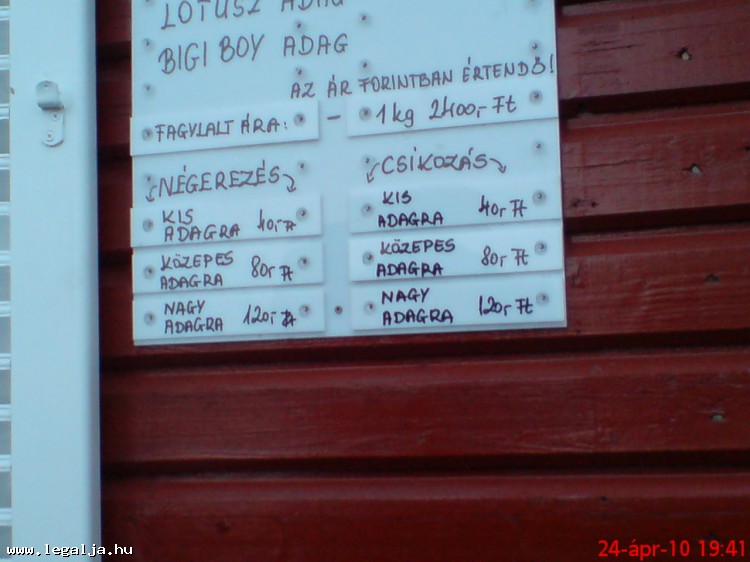 LOTUSZ ADAG
BIGI BOY ADAG
AZ ÁR FORINTBAN ÉRTENDŐ!
FAGYLALT ÁRA: - 1 kg 2400,- Ft
NÉGEREZÉS
KIS
ADAGRA 40,- Ft
KÖZEPES
ADAGRA 80,- Ft
NAGY
ADAGRA 120,- Ft
CSÍKOZÁS
KIS
ADAGRA 40,- Ft
KÖZEPES
ADAGRA 80,- Ft
NAGY
ADAGRA 120,- Ft
www.legalja.hu
24-ápr-10 19:41